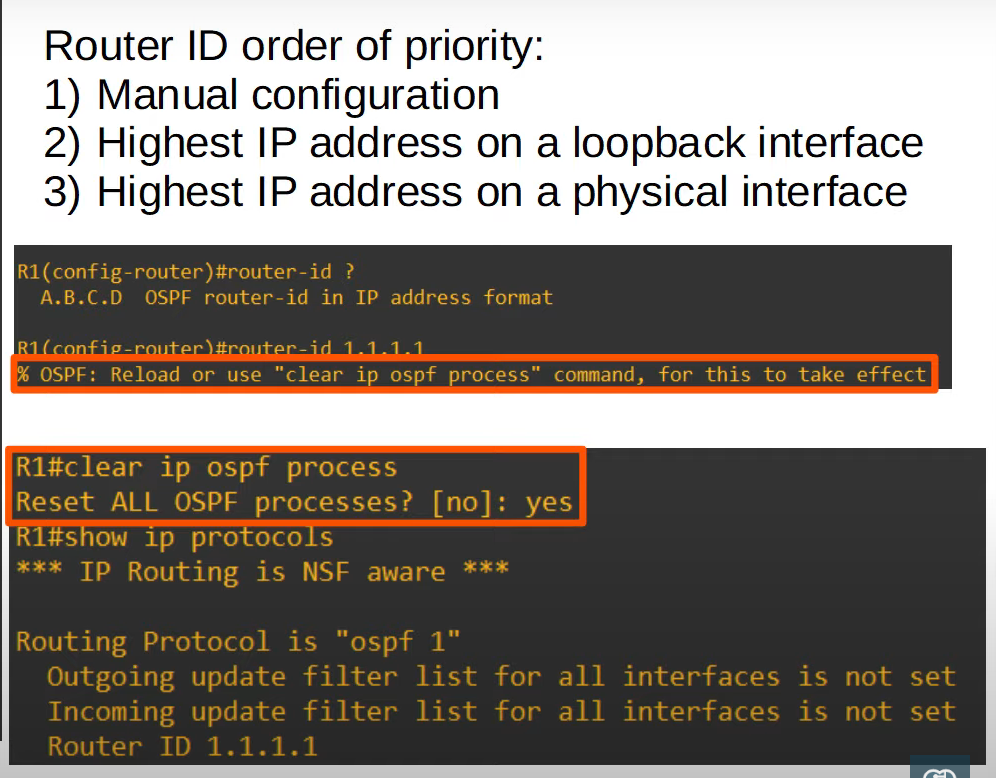 Router ID order of priority:
1) Manual configuration
2) Highest IP address on a loopback interface
3) Highest IP address on a physical interface
R1(config-router)#router-id ?
A.B.C.D OSPF router-id in IP address format
R1(config-router)#router-id 1.1.1.1
% OSPF: Reload or use "clear ip ospf process" command, for this to take effect
R1#clear ip ospf process
Reset ALL OSPF processes? [no]: yes
R1#show ip protocols
*** IP Routing is NSF aware ***
Routing Protocol is "ospf 1"
Outgoing update filter list for all interfaces is not set
Incoming update filter list for all interfaces is not set
Router ID 1.1.1.1